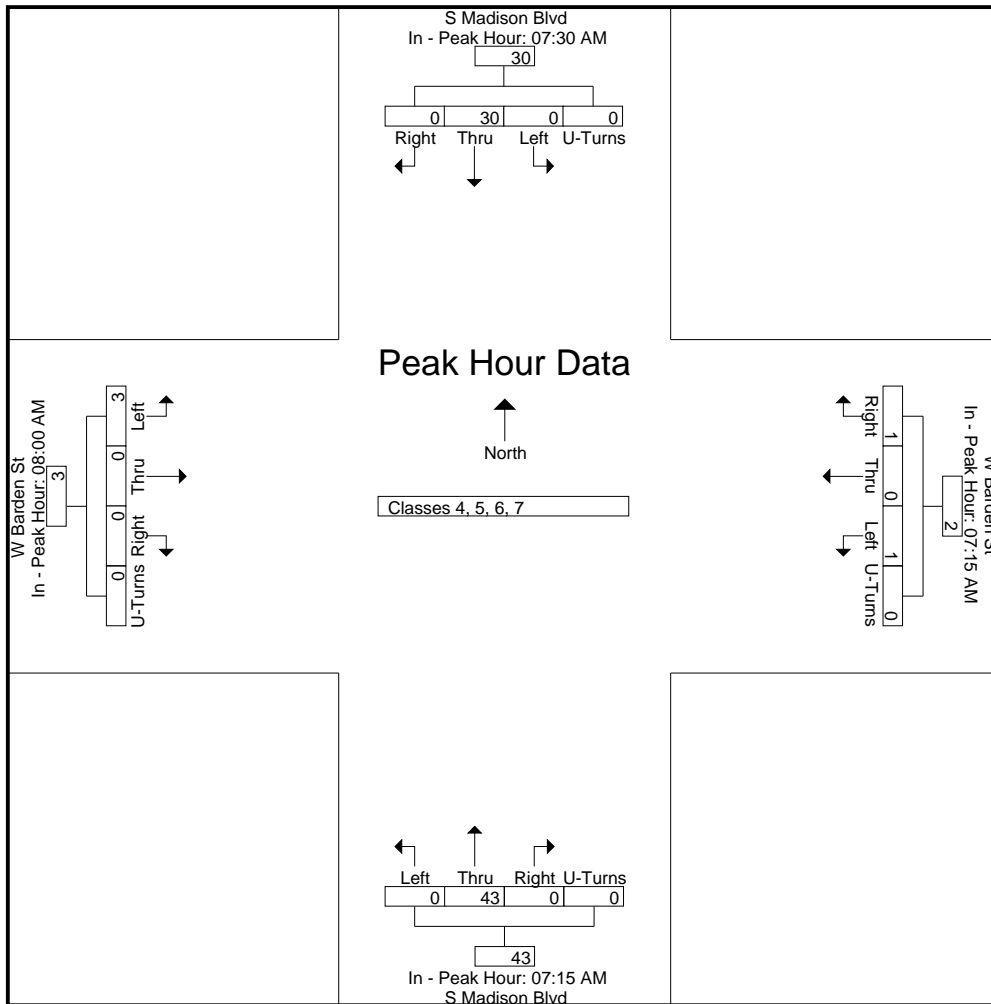 S Madison Blvd
In - Peak Hour: 07:30 AM
30
0 30 0 0
Right Thru Left U-Turns
Peak Hour Data
North
Classes 4, 5, 6, 7
W Barden St
In - Peak Hour: 08:00 AM
3
3 0 0 0
Left Thru Right U-Turns
W Barden St
In - Peak Hour: 07:15 AM
2
1 0 1 0
Right Thru Left U-Turns
Left Thru Right U-Turns
0 43 0 0
43
In - Peak Hour: 07:15 AM
S Madison Blvd